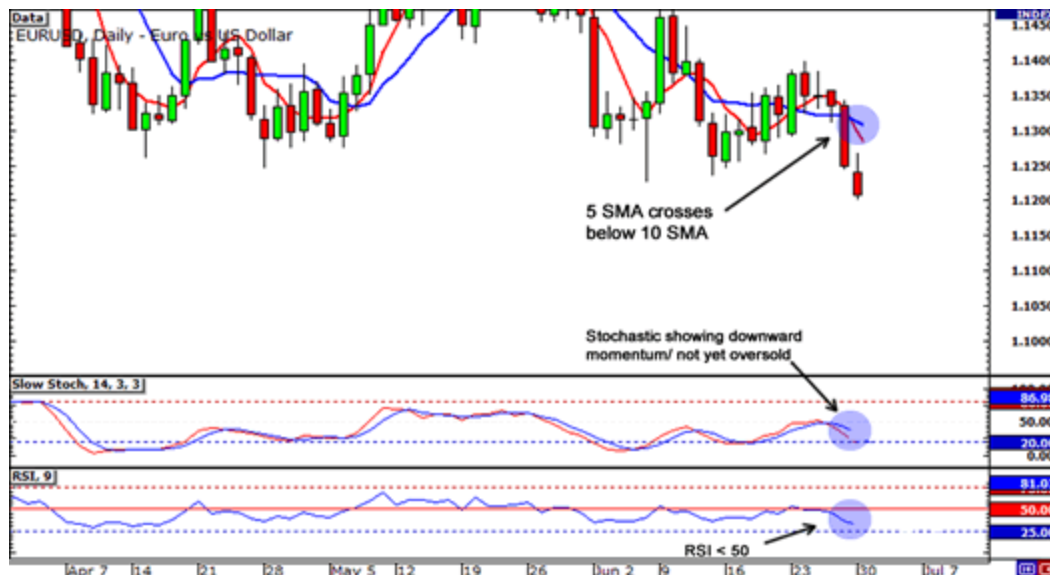 Data
INDEX
EURUSD, Daily - Euro vs US Dollar
1.1450
1.1400
1.1350
1.1300
1.1250
1.1200
1.1150
1.1100
1.1050
1.1000
5 SMA crosses
below 10 SMA
Stochastic showing downward
momentum/ not yet oversold
Slow Stoch, 14, 3, 3
86.98
50.00
20.00
0.00
RSI, 9
50.00
25.00
RSI < 50
Apr 7 14 21 28 May 5 12 19 26 Jun 2 9 16 23 30 Jul 7